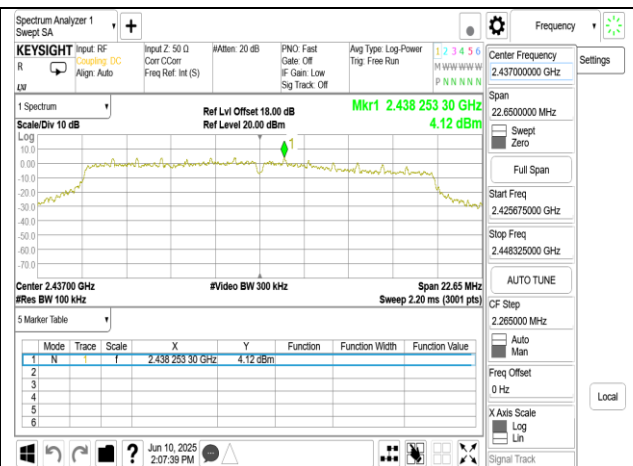 Spectrum Analyzer 1
Swept SA
Frequency
KEYSIGHT
R
LXI
Input: RF
Coupling: DC
Align: Auto
Input Z: 50 Ω
Corr CCorr
Freq Ref: Int (S)
#Atten: 20 dB
PNO: Fast
Gate: Off
IF Gain: Low
Sig Track: Off
Avg Type: Log-Power
Trig: Free Run
1 2 3 4 5 6
M W W W W W
P N N N N N
Center Frequency
2.437000000 GHz
Settings
Span
22.6500000 MHz
Swept
Zero
Full Span
Start Freq
2.425675000 GHz
Stop Freq
2.448325000 GHz
AUTO TUNE
CF Step
2.265000 MHz
Auto
Man
Freq Offset
0 Hz
X Axis Scale
Log
Lin
Signal Track
Local
1 Spectrum
Scale/Div 10 dB
Log
Ref Lvl Offset 18.00 dB
Ref Level 20.00 dBm
Mkr1 2.438 253 30 GHz
4.12 dBm
1
10.0
0.00
-10.0
-20.0
-30.0
-40.0
-50.0
-60.0
-70.0
Center 2.43700 GHz
#Video BW 300 kHz
Span 22.65 MHz
#Res BW 100 kHz
Sweep 2.20 ms (3001 pts)
5 Marker Table
Mode Trace Scale X Y Function Function Width Function Value
1 N 1 f 2.438 253 30 GHz 4.12 dBm
2
3
4
5
6
?
Jun 10, 2025
2:07:39 PM